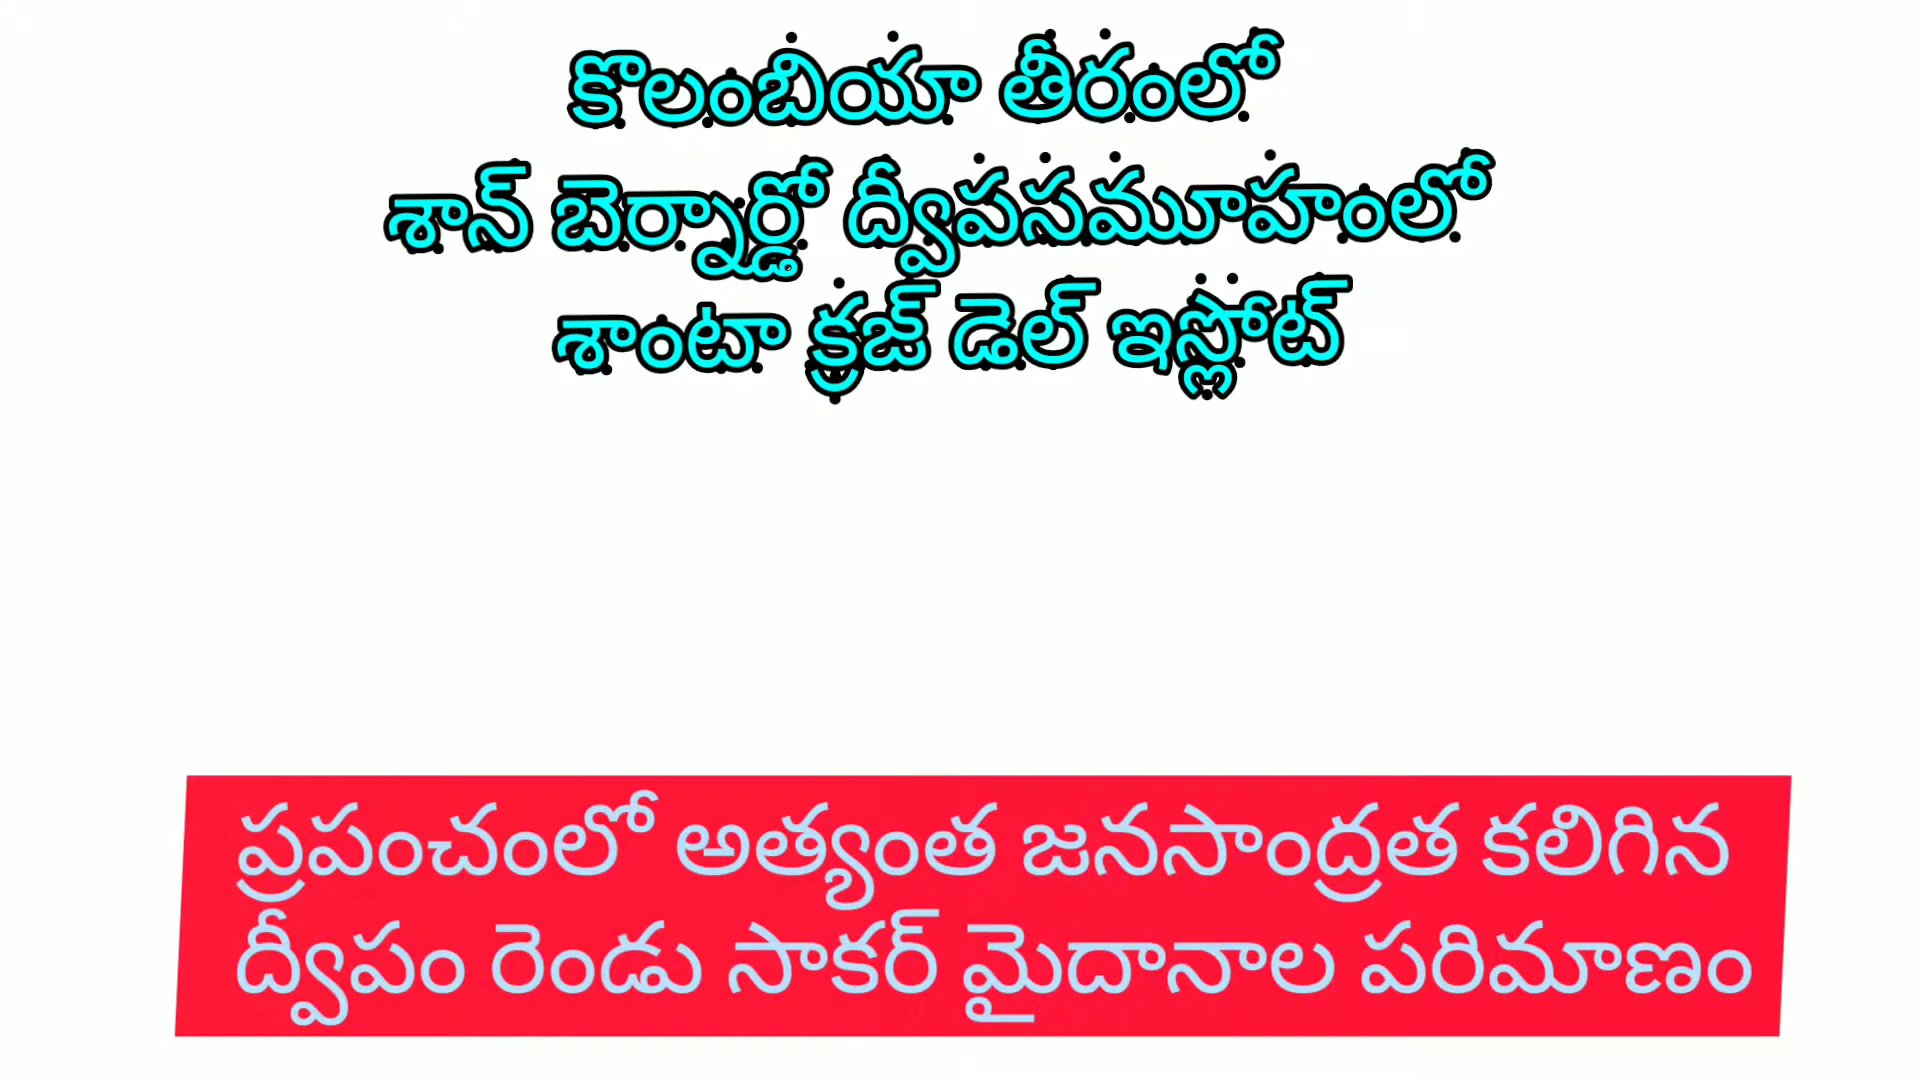 కొలంబియా తీరంలో
శాన్ బెర్నార్డో ద్వీపసమూహంలో
శాంటా క్రజ్ డెల్ ఇస్లోట్
ప్రపంచంలో అత్యంత జనసాంద్రత కలిగిన
ద్వీపం రెండు సాకర్ మైదానాల పరిమాణం